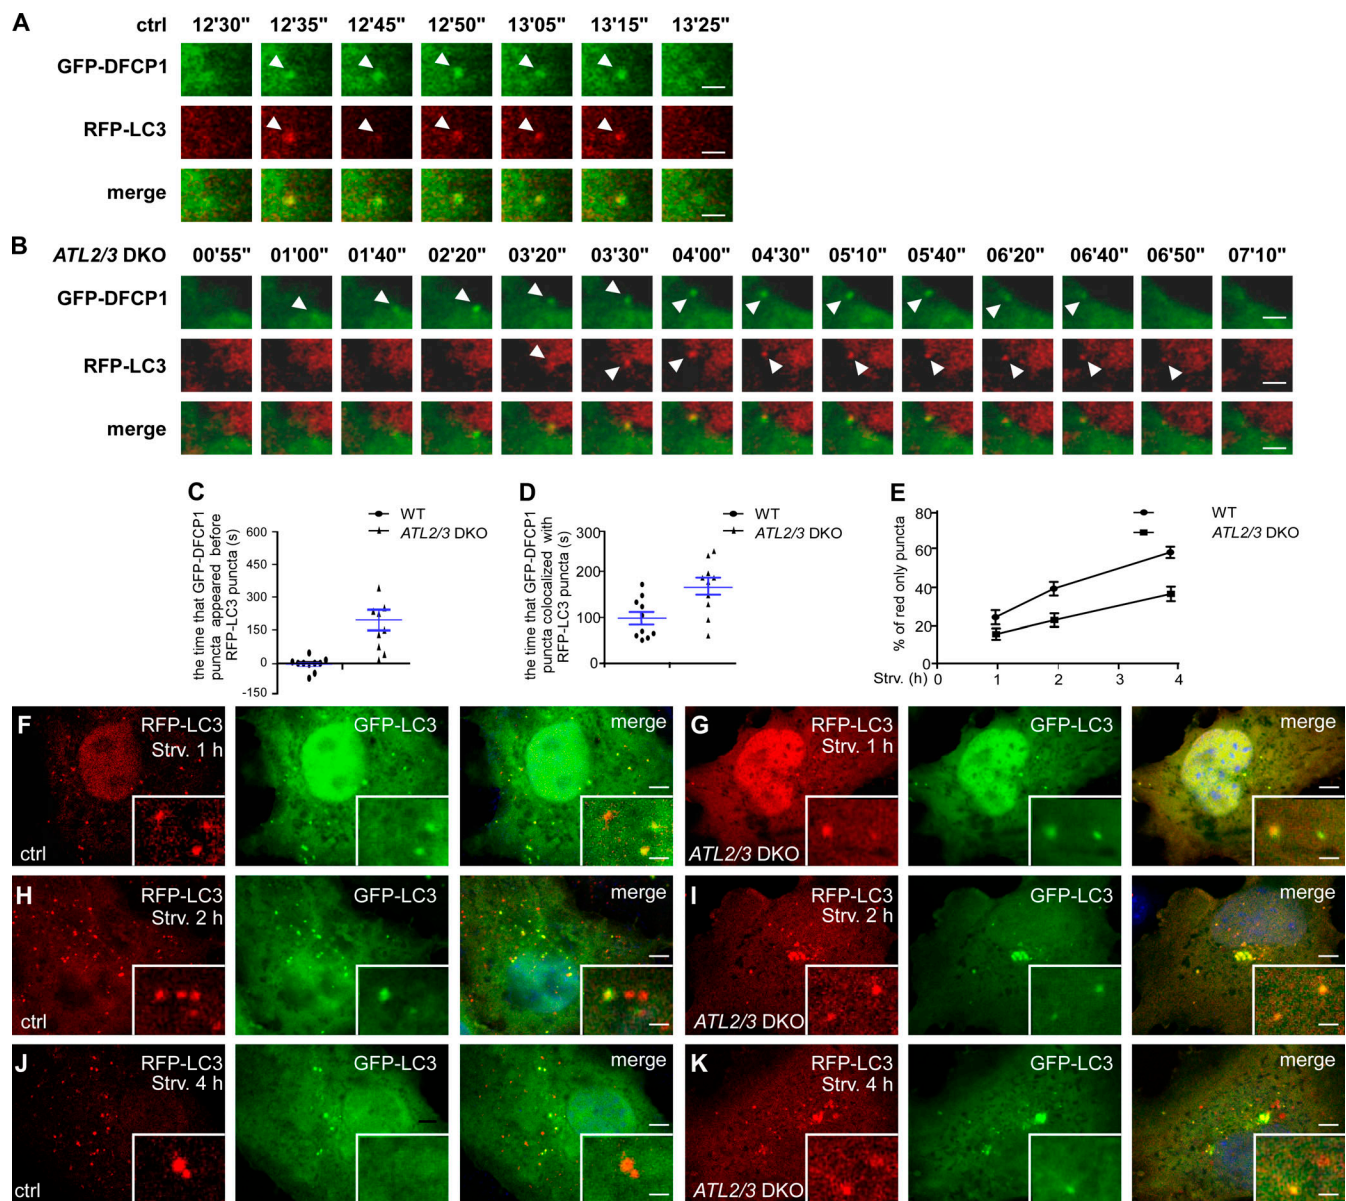 A
ctrl 12'30" 12'35" 12'45" 12'50" 13'05" 13'15" 13'25"
GFP-DFCP1
RFP-LC3
merge
B
ATL2/3 DKO 00'55" 01'00" 01'40" 02'20" 03'20" 03'30" 04'00" 04'30" 05'10" 05'40" 06'20" 06'40" 06'50" 07'10"
GFP-DFCP1
RFP-LC3
merge
C
WT
ATL2/3 DKO
the time that GFP-DFCP1
puncta appeared before
RFP-LC3 puncta (s)
600
450
300
150
0
-150
D
WT
ATL2/3 DKO
the time that GFP-DFCP1
puncta colocalized with
RFP-LC3 puncta (s)
300
200
100
0
E
WT
ATL2/3 DKO
% of red only puncta
80
60
40
20
0
Strv. (h) 0 1 2 3 4
F
RFP-LC3
Strv. 1 h
ctrl
GFP-LC3
merge
G
RFP-LC3
Strv. 1 h
ATL2/3 DKO
GFP-LC3
merge
H
RFP-LC3
Strv. 2 h
ctrl
GFP-LC3
merge
I
RFP-LC3
Strv. 2 h
ATL2/3 DKO
GFP-LC3
merge
J
RFP-LC3
Strv. 4 h
ctrl
GFP-LC3
merge
K
RFP-LC3
Strv. 4 h
ATL2/3 DKO
GFP-LC3
merge